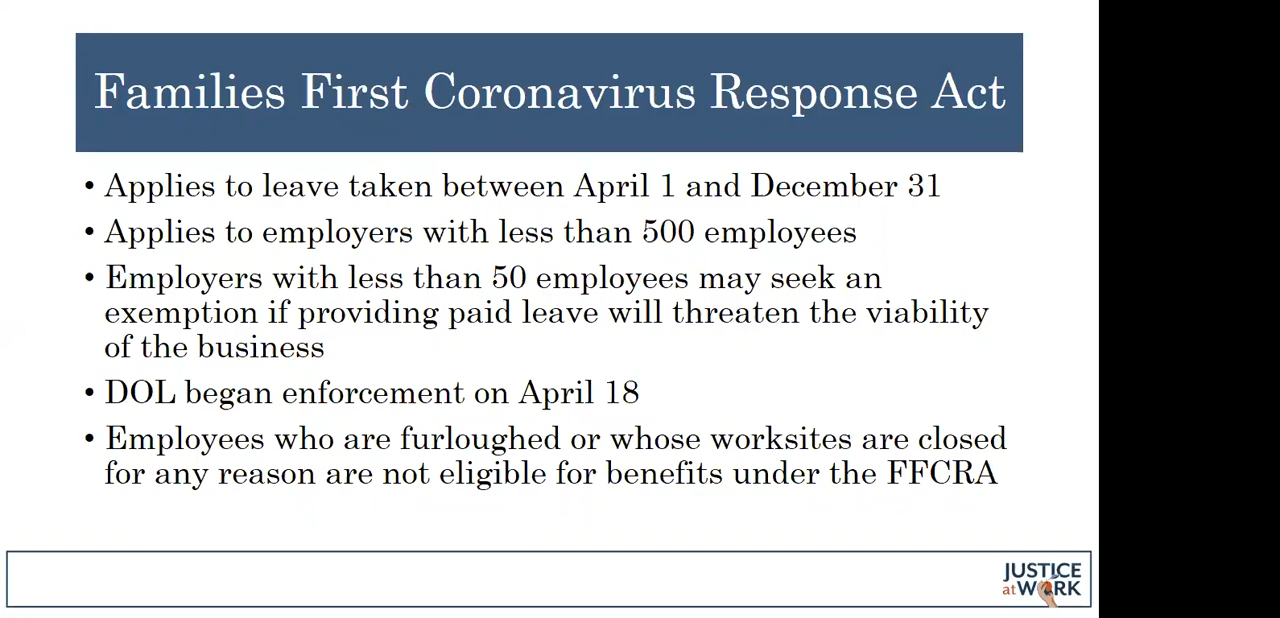 Families First Coronavirus Response Act
• Applies to leave taken between April 1 and December 31
• Applies to employers with less than 500 employees
• Employers with less than 50 employees may seek an
exemption if providing paid leave will threaten the viability
of the business
• DOL began enforcement on April 18
• Employees who are furloughed or whose worksites are closed
for any reason are not eligible for benefits under the FFCRA
JUSTICE
at WORK